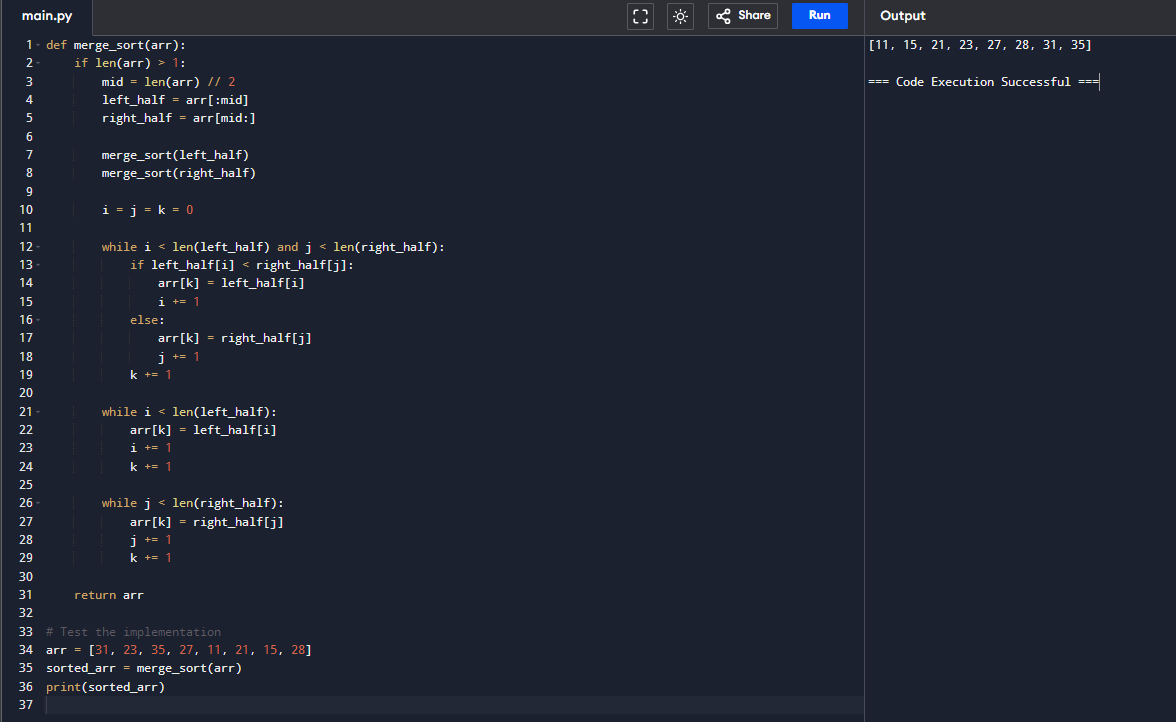 main.py
Share
Run
Output
1 def merge_sort(arr):
2     if len(arr) > 1:
3         mid = len(arr) // 2
4         left_half = arr[:mid]
5         right_half = arr[mid:]
6
7         merge_sort(left_half)
8         merge_sort(right_half)
9
10         i = j = k = 0
11
12         while i < len(left_half) and j < len(right_half):
13             if left_half[i] < right_half[j]:
14                 arr[k] = left_half[i]
15                 i += 1
16             else:
17                 arr[k] = right_half[j]
18                 j += 1
19             k += 1
20
21         while i < len(left_half):
22             arr[k] = left_half[i]
23             i += 1
24             k += 1
25
26         while j < len(right_half):
27             arr[k] = right_half[j]
28             j += 1
29             k += 1
30
31     return arr
32
33 # Test the implementation
34 arr = [31, 23, 35, 27, 11, 21, 15, 28]
35 sorted_arr = merge_sort(arr)
36 print(sorted_arr)
37
[11, 15, 21, 23, 27, 28, 31, 35]
=== Code Execution Successful ===